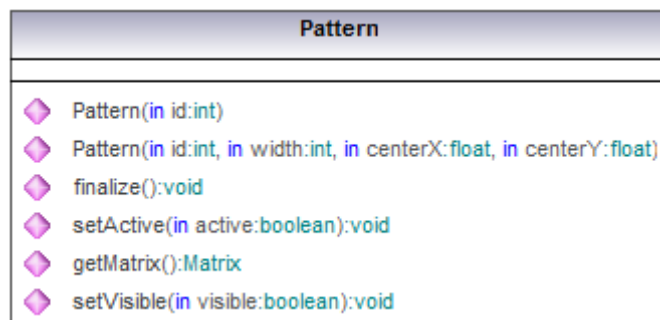 Pattern
Pattern(in id:int)
Pattern(in id:int, in width:int, in centerX:float, in centerY:float)
finalize():void
setActive(in active:boolean):void
getMatrix():Matrix
setVisible(in visible:boolean):void